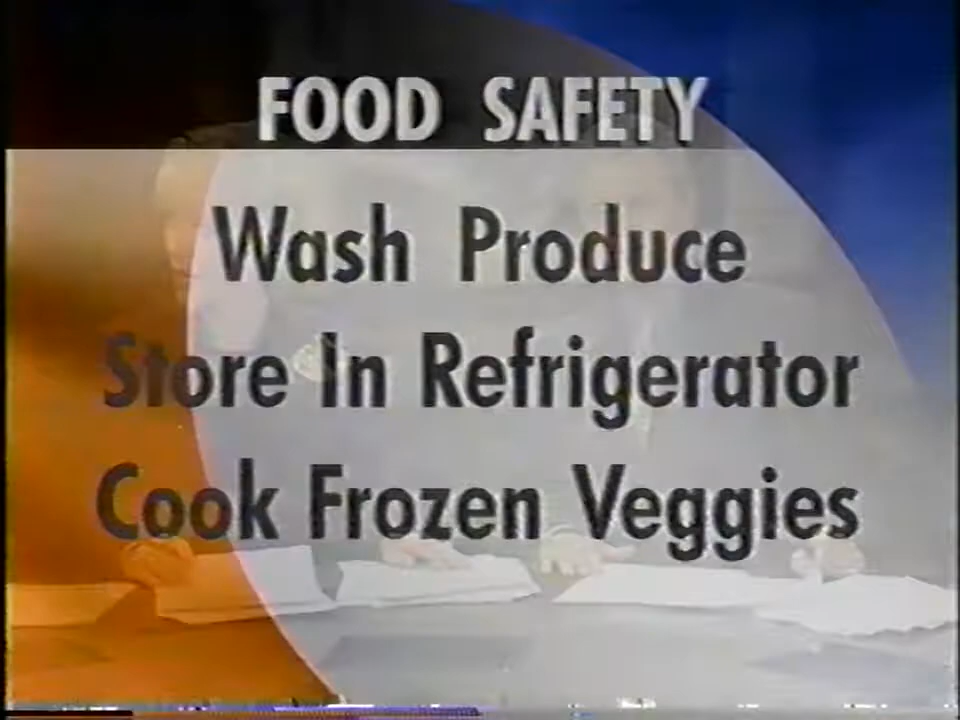 FOOD SAFETY
Wash Produce
Store In Refrigerator
Cook Frozen Veggies